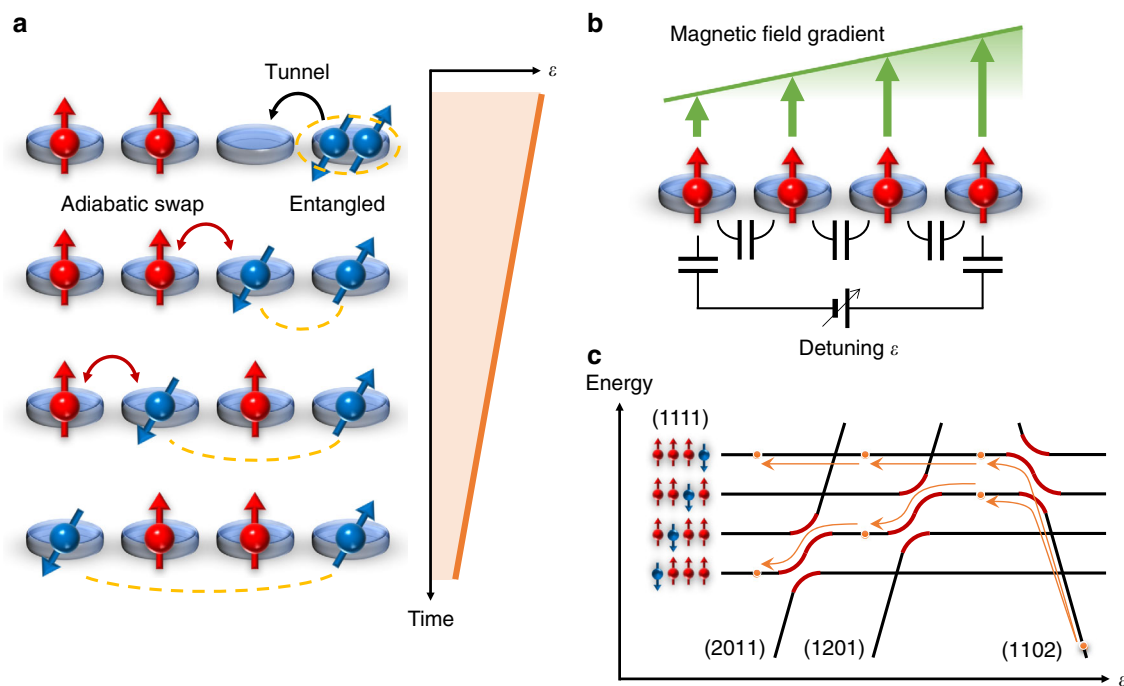 a
Tunnel
ε
Adiabatic swap
Entangled
Time
b
Magnetic field gradient
Detuning ε
c
Energy
(1111)
(2011)
(1201)
(1102)
ε